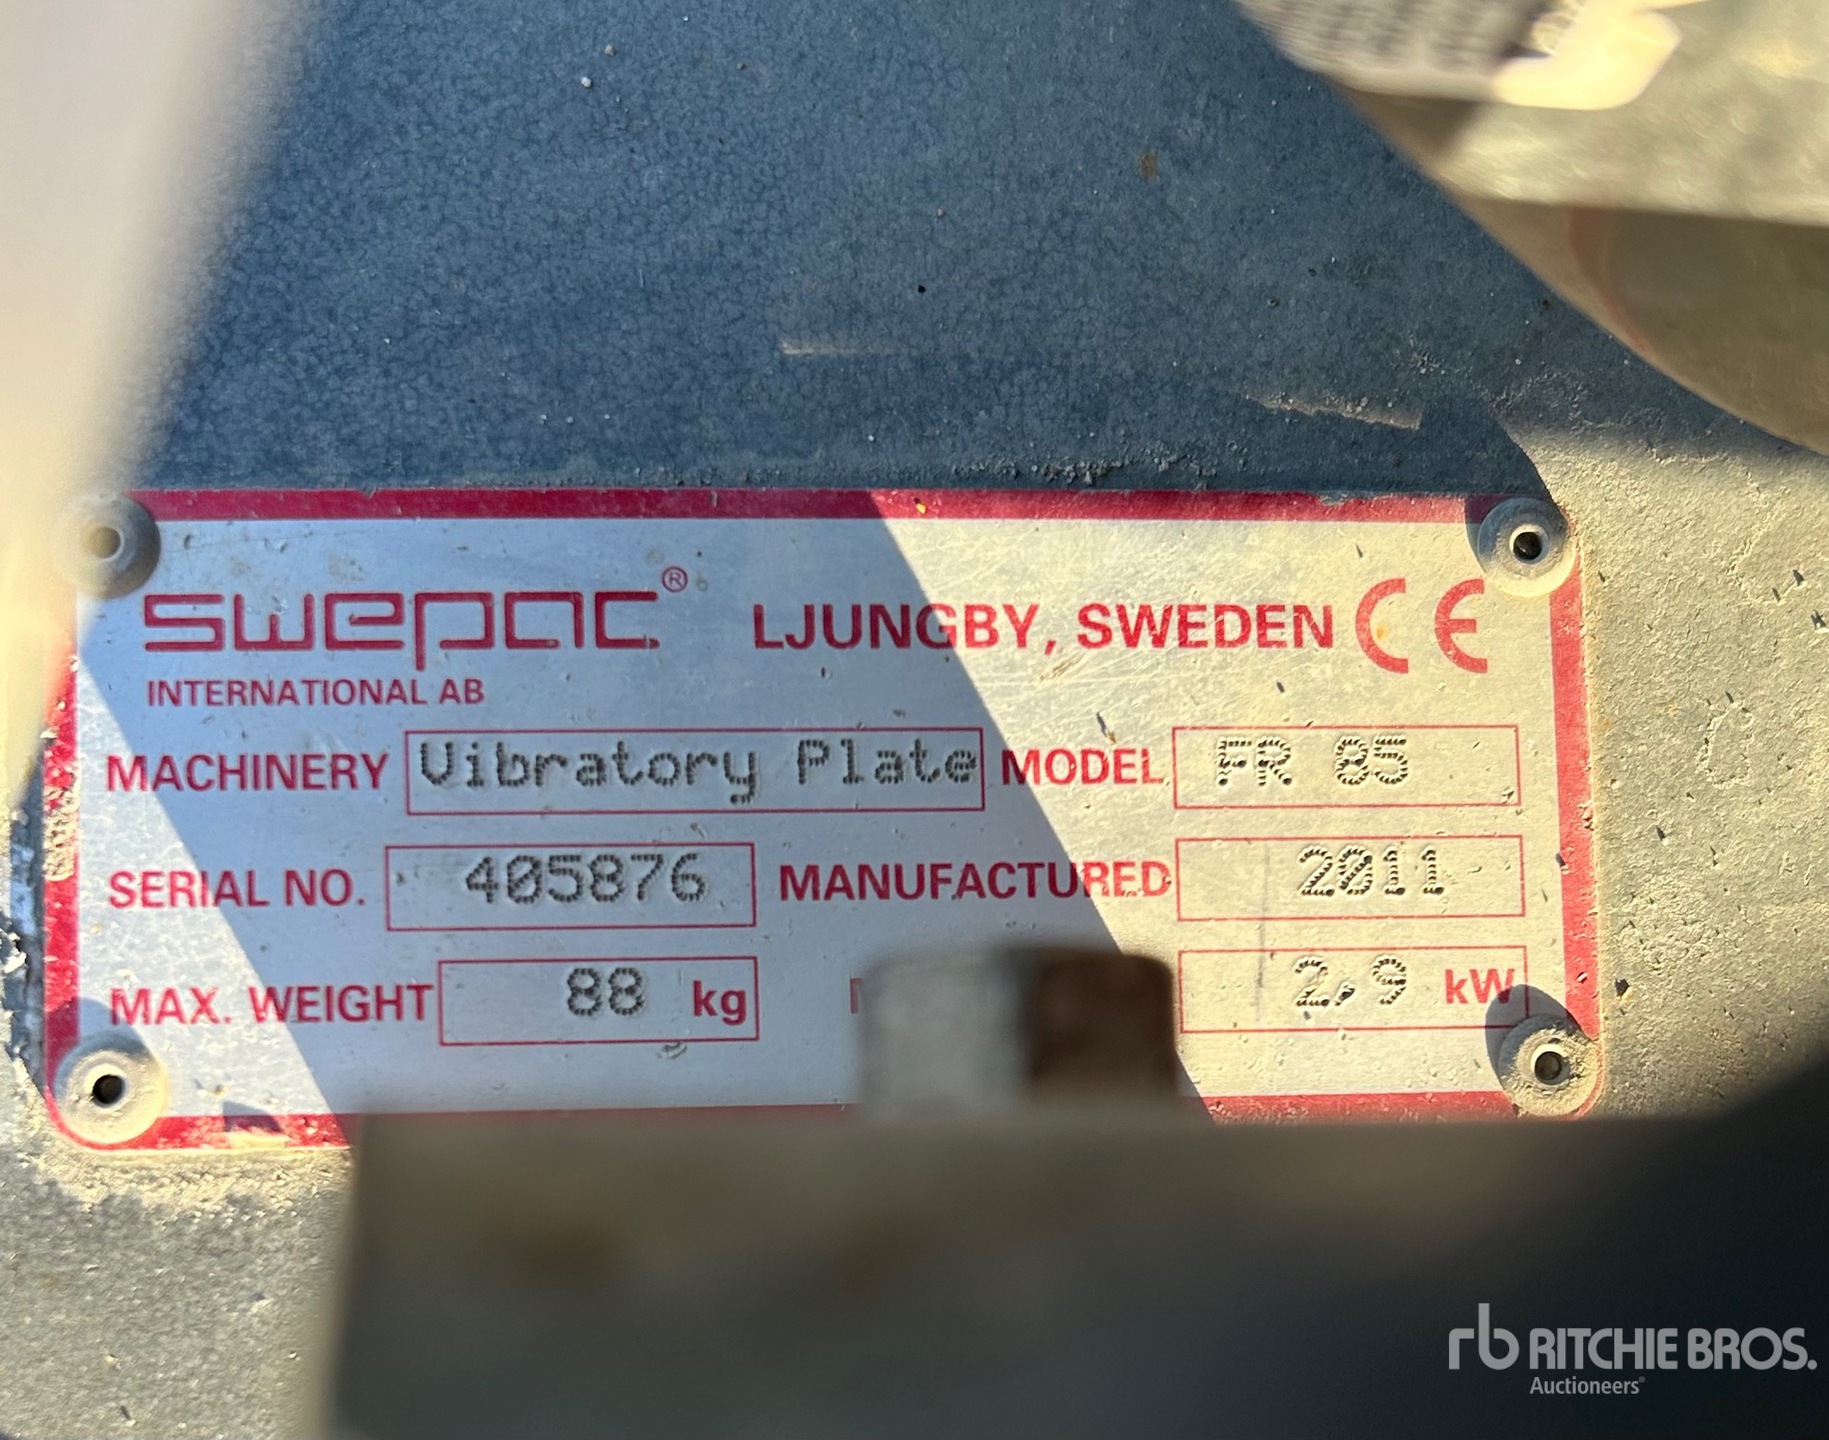 swepac® LJUNGBY, SWEDEN CE
INTERNATIONAL AB
MACHINERY Vibratory Plate MODEL FR 85
SERIAL NO. 405876 MANUFACTURED 2011
MAX. WEIGHT 88 kg 2,9 kW
rb RITCHIE BROS.
Auctioneers